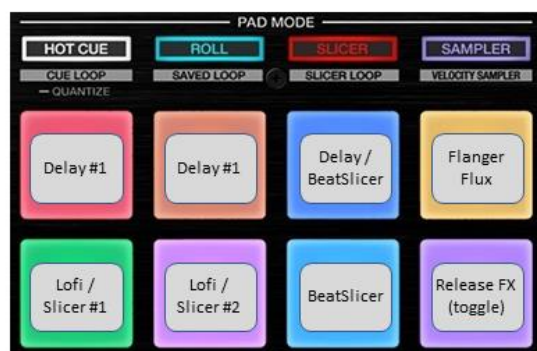 PAD MODE
HOT CUE ROLL SLICER SAMPLER
CUE LOOP SAVED LOOP SLICER LOOP VELOCITY SAMPLER
– QUANTIZE
Delay #1
Delay #1
Delay /
BeatSlicer
Flanger
Flux
Lofi /
Slicer #1
Lofi /
Slicer #2
BeatSlicer
Release FX
(toggle)